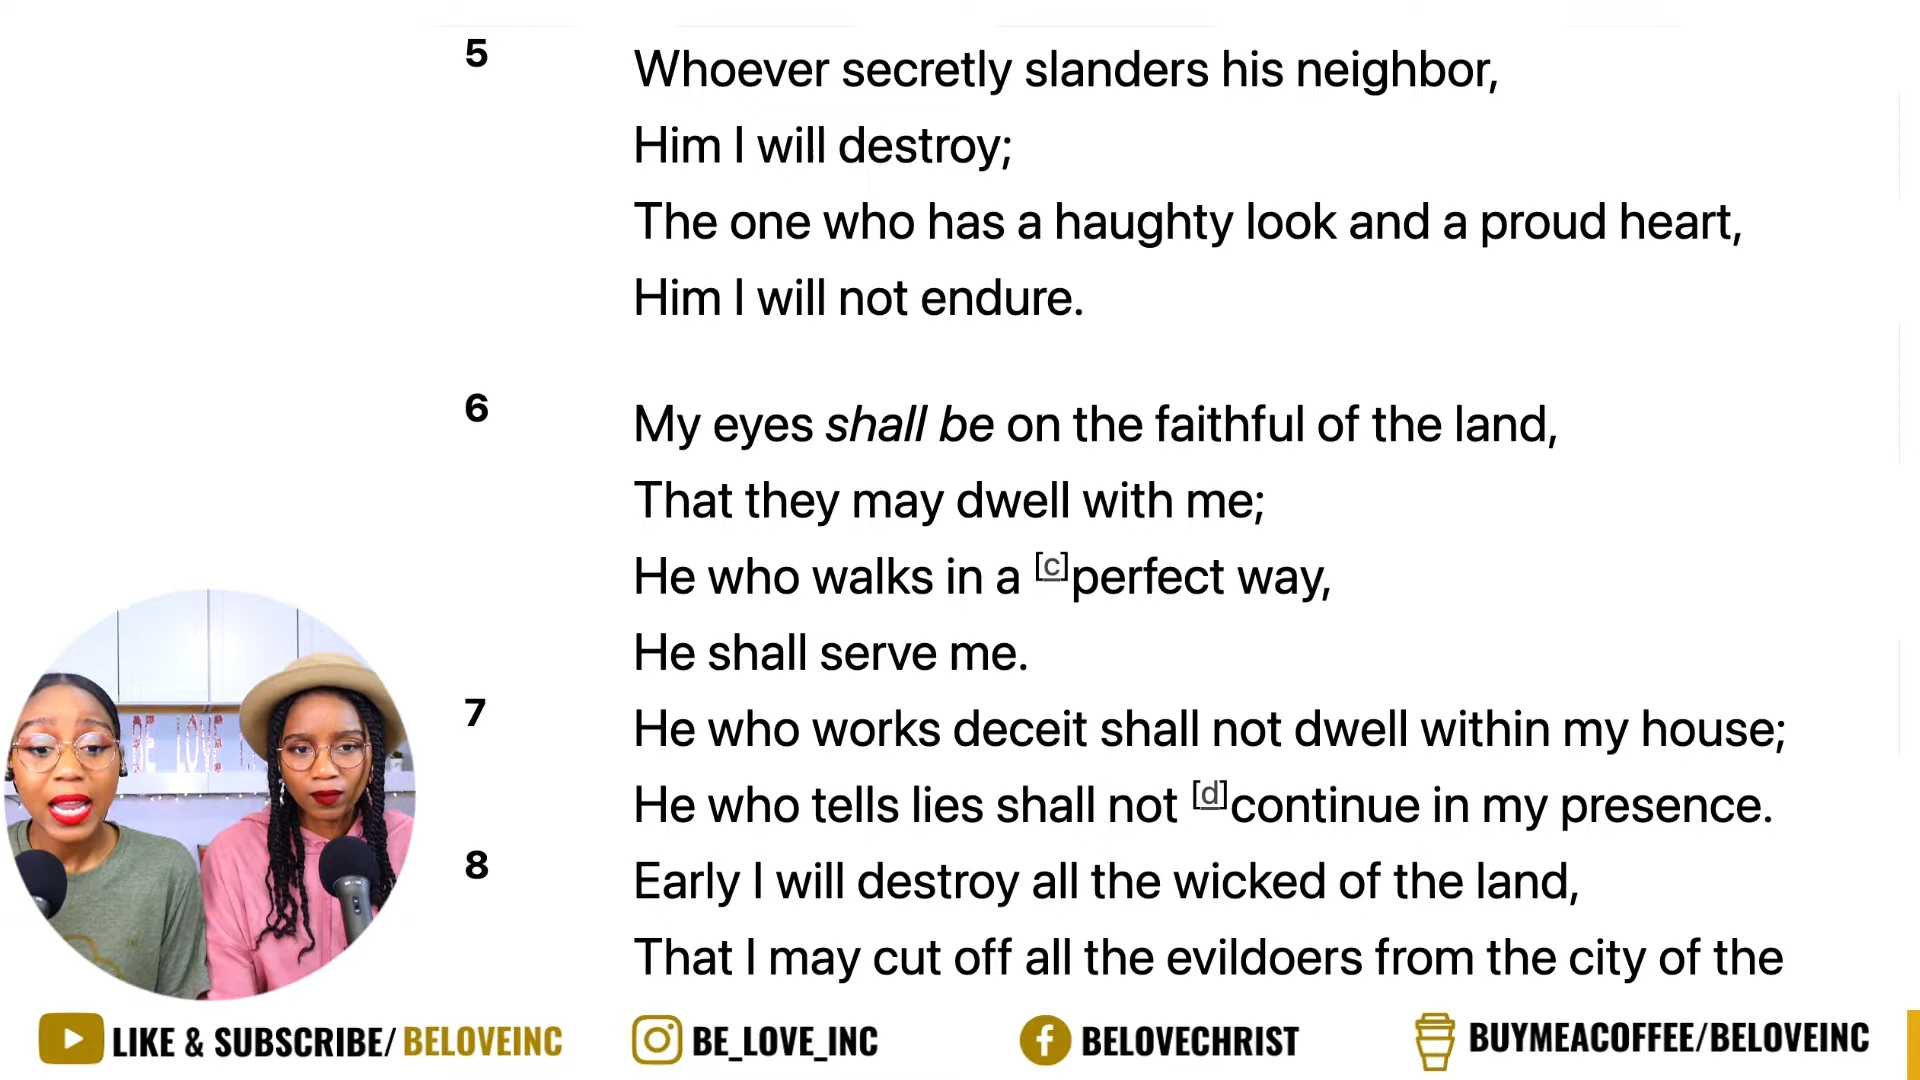 5
Whoever secretly slanders his neighbor,
Him I will destroy;
The one who has a haughty look and a proud heart,
Him I will not endure.
6
My eyes shall be on the faithful of the land,
That they may dwell with me;
He who walks in a [c]perfect way,
He shall serve me.
7
He who works deceit shall not dwell within my house;
He who tells lies shall not [d]continue in my presence.
8
Early I will destroy all the wicked of the land,
That I may cut off all the evildoers from the city of the
BE LOVE
LIKE & SUBSCRIBE/ BELOVEINC
BE_LOVE_INC
BELOVECHRIST
BUYMEACOFFEE/BELOVEINC